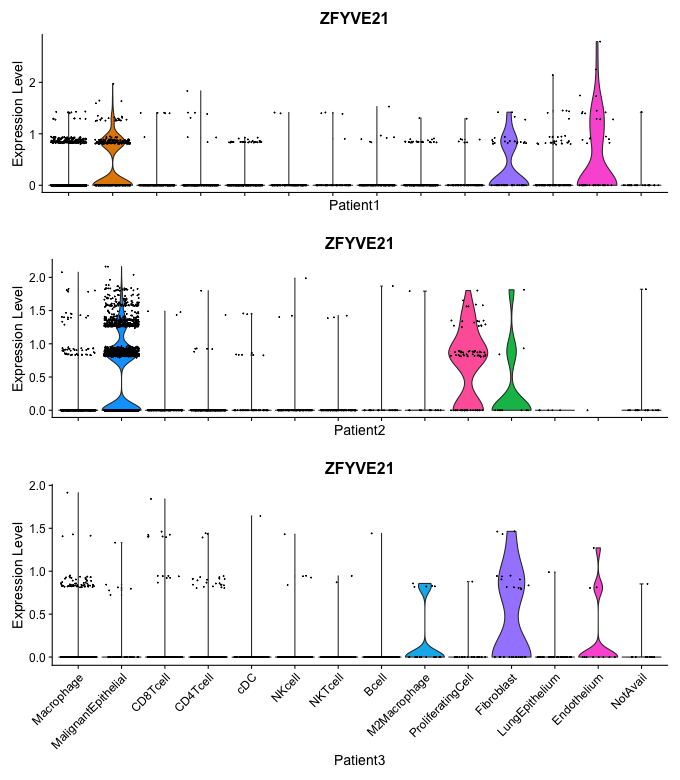 ZFYVE21
Expression Level
2
1
0
Patient1
ZFYVE21
Expression Level
2.0
1.5
1.0
0.5
0.0
Patient2
ZFYVE21
Expression Level
2.0
1.5
1.0
0.5
0.0
Macrophage
MalignantEpithelial
CD8Tcell
CD4Tcell
cDC
NKcell
NKTcell
Bcell
M2Macrophage
ProliferatingCell
Fibroblast
LungEpithelium
Endothelium
NotAvail
Patient3